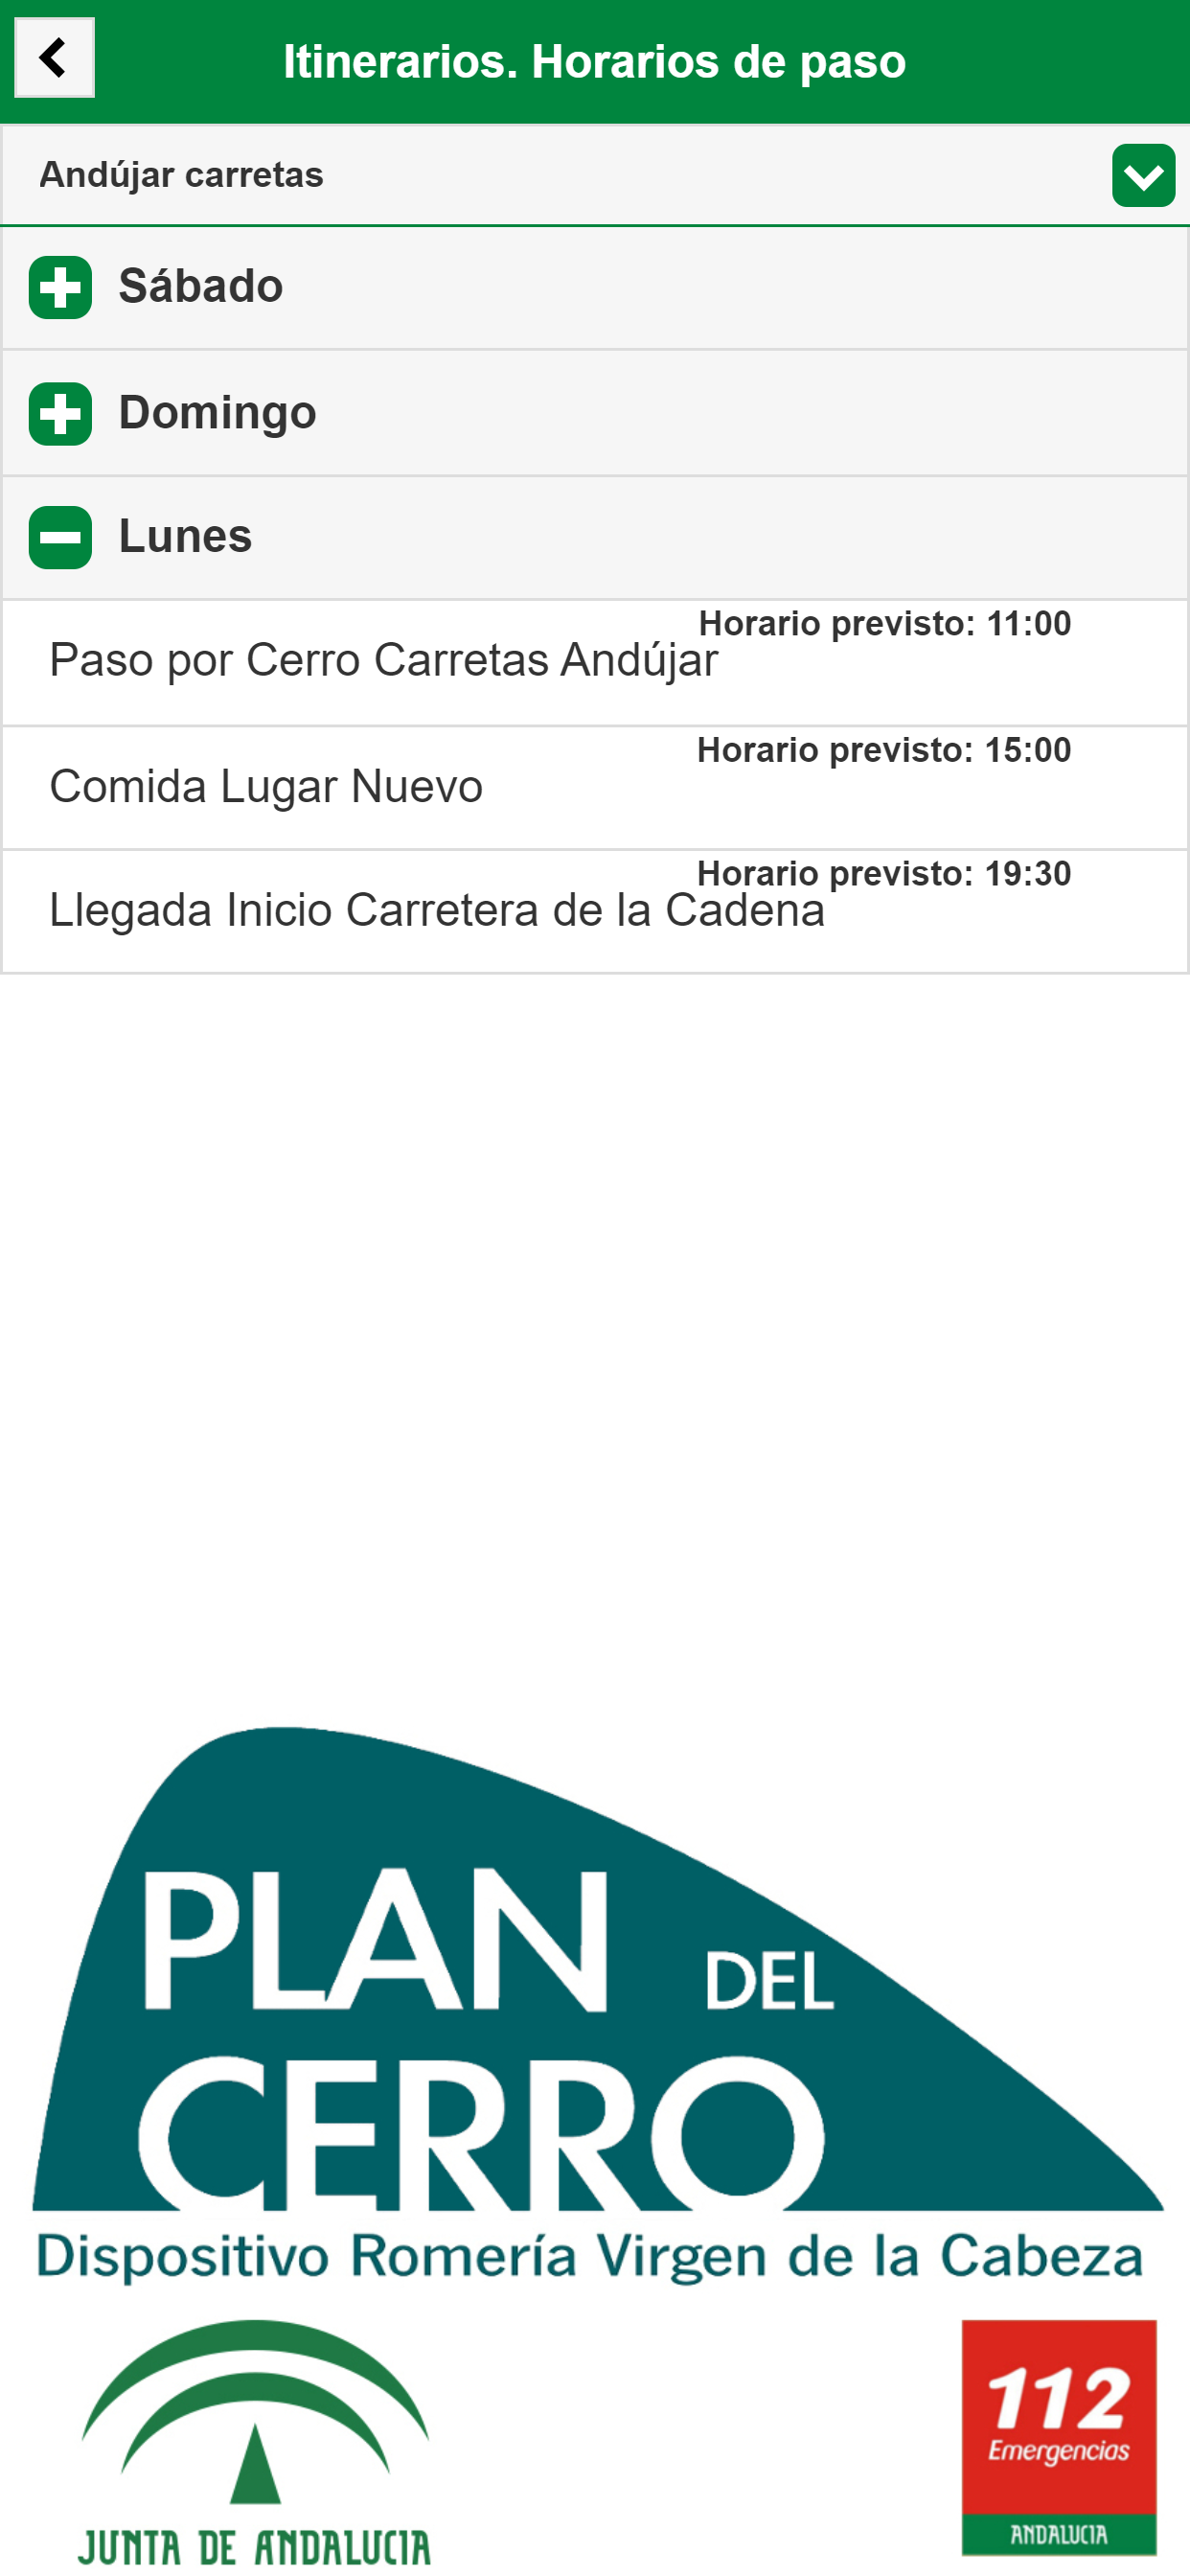 Itinerarios. Horarios de paso
Andújar carretas
Sábado
Domingo
Lunes
Horario previsto: 11:00
Paso por Cerro Carretas Andújar
Horario previsto: 15:00
Comida Lugar Nuevo
Horario previsto: 19:30
Llegada Inicio Carretera de la Cadena
PLAN DEL
CERRO
Dispositivo Romería Virgen de la Cabeza
112
Emergencias
ANDALUCIA
JUNTA DE ANDALUCIA